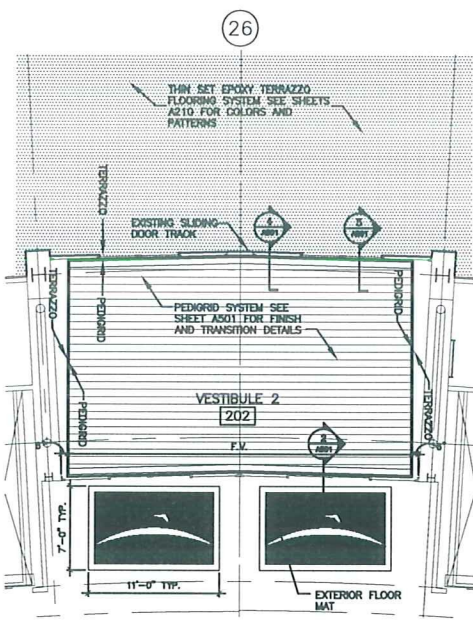 26
THIN SET EPOXY TERRAZZO
FLOORING SYSTEM SEE SHEETS
A210 FOR COLORS AND
PATTERNS
TERRAZZO
PEDIGRID
EXISTING SLIDING
DOOR TRACK
4
A501
5
A501
TERRAZZO
PEDIGRID
PEDIGRID
TERRAZZO
PEDIGRID SYSTEM SEE
SHEET A501 FOR FINISH
AND TRANSITION DETAILS
VESTIBULE 2
202
F.V.
2
A501
7'-0" TYP.
11'-0" TYP.
EXTERIOR FLOOR
MAT